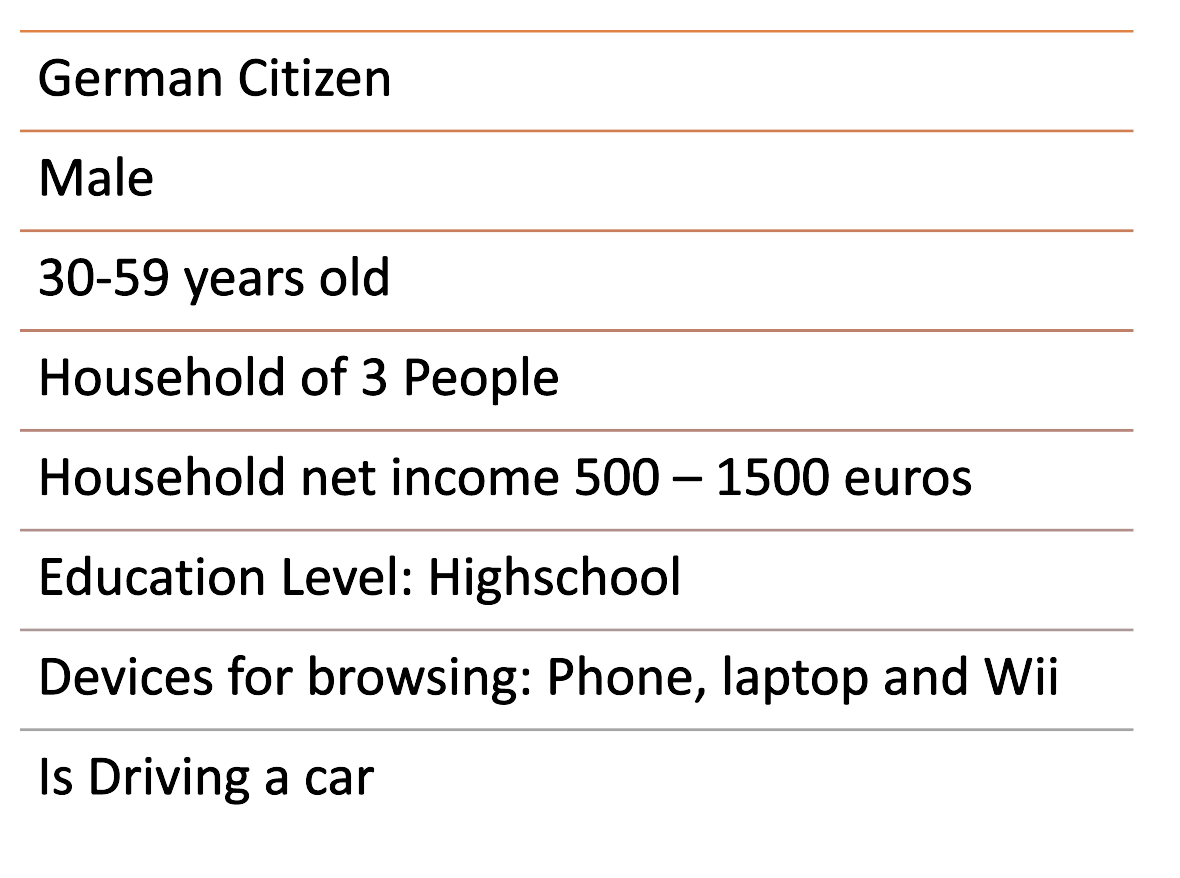 German Citizen
Male
30-59 years old
Household of 3 People
Household net income 500 – 1500 euros
Education Level: Highschool
Devices for browsing: Phone, laptop and Wii
Is Driving a car